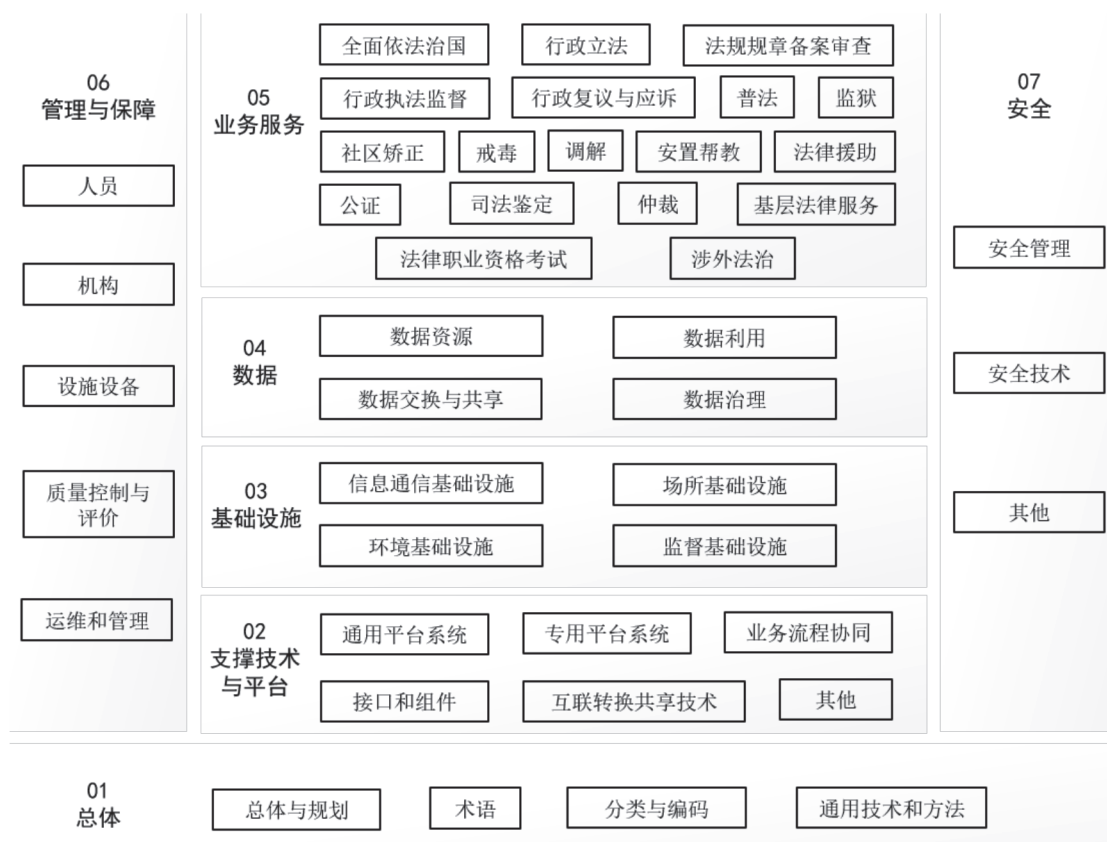 06
管理与保障
人员
机构
设施设备
质量控制与
评价
运维和管理
05
业务服务
全面依法治国
行政立法
法规规章备案审查
行政执法监督
行政复议与应诉
普法
监狱
社区矫正
戒毒
调解
安置帮教
法律援助
公证
司法鉴定
仲裁
基层法律服务
法律职业资格考试
涉外法治
04
数据
数据资源
数据利用
数据交换与共享
数据治理
03
基础设施
信息通信基础设施
场所基础设施
环境基础设施
监督基础设施
02
支撑技术
与平台
通用平台系统
专用平台系统
业务流程协同
接口和组件
互联转换共享技术
其他
07
安全
安全管理
安全技术
其他
01
总体
总体与规划
术语
分类与编码
通用技术和方法